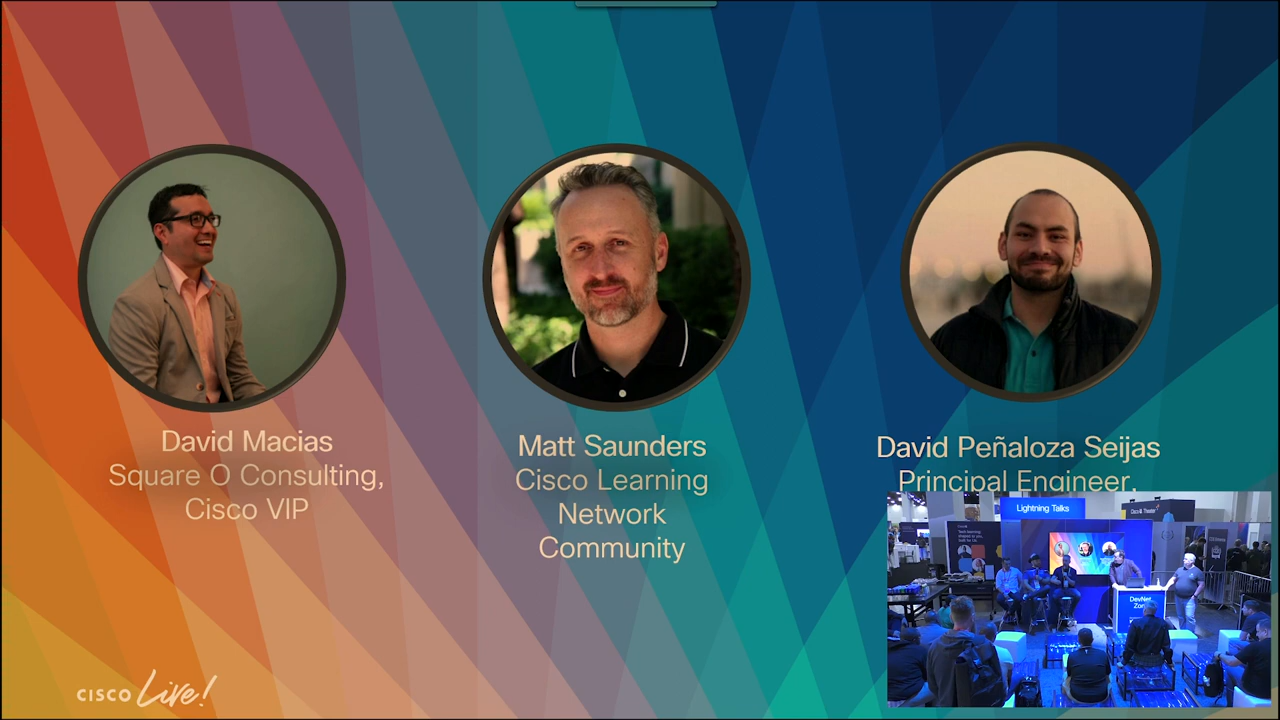 David Macias
Square O Consulting,
Cisco VIP
Matt Saunders
Cisco Learning
Network
Community
David Peñaloza Seijas
Principal Engineer,
Lightning Talks
DevNet
Zone
CISCO Live!